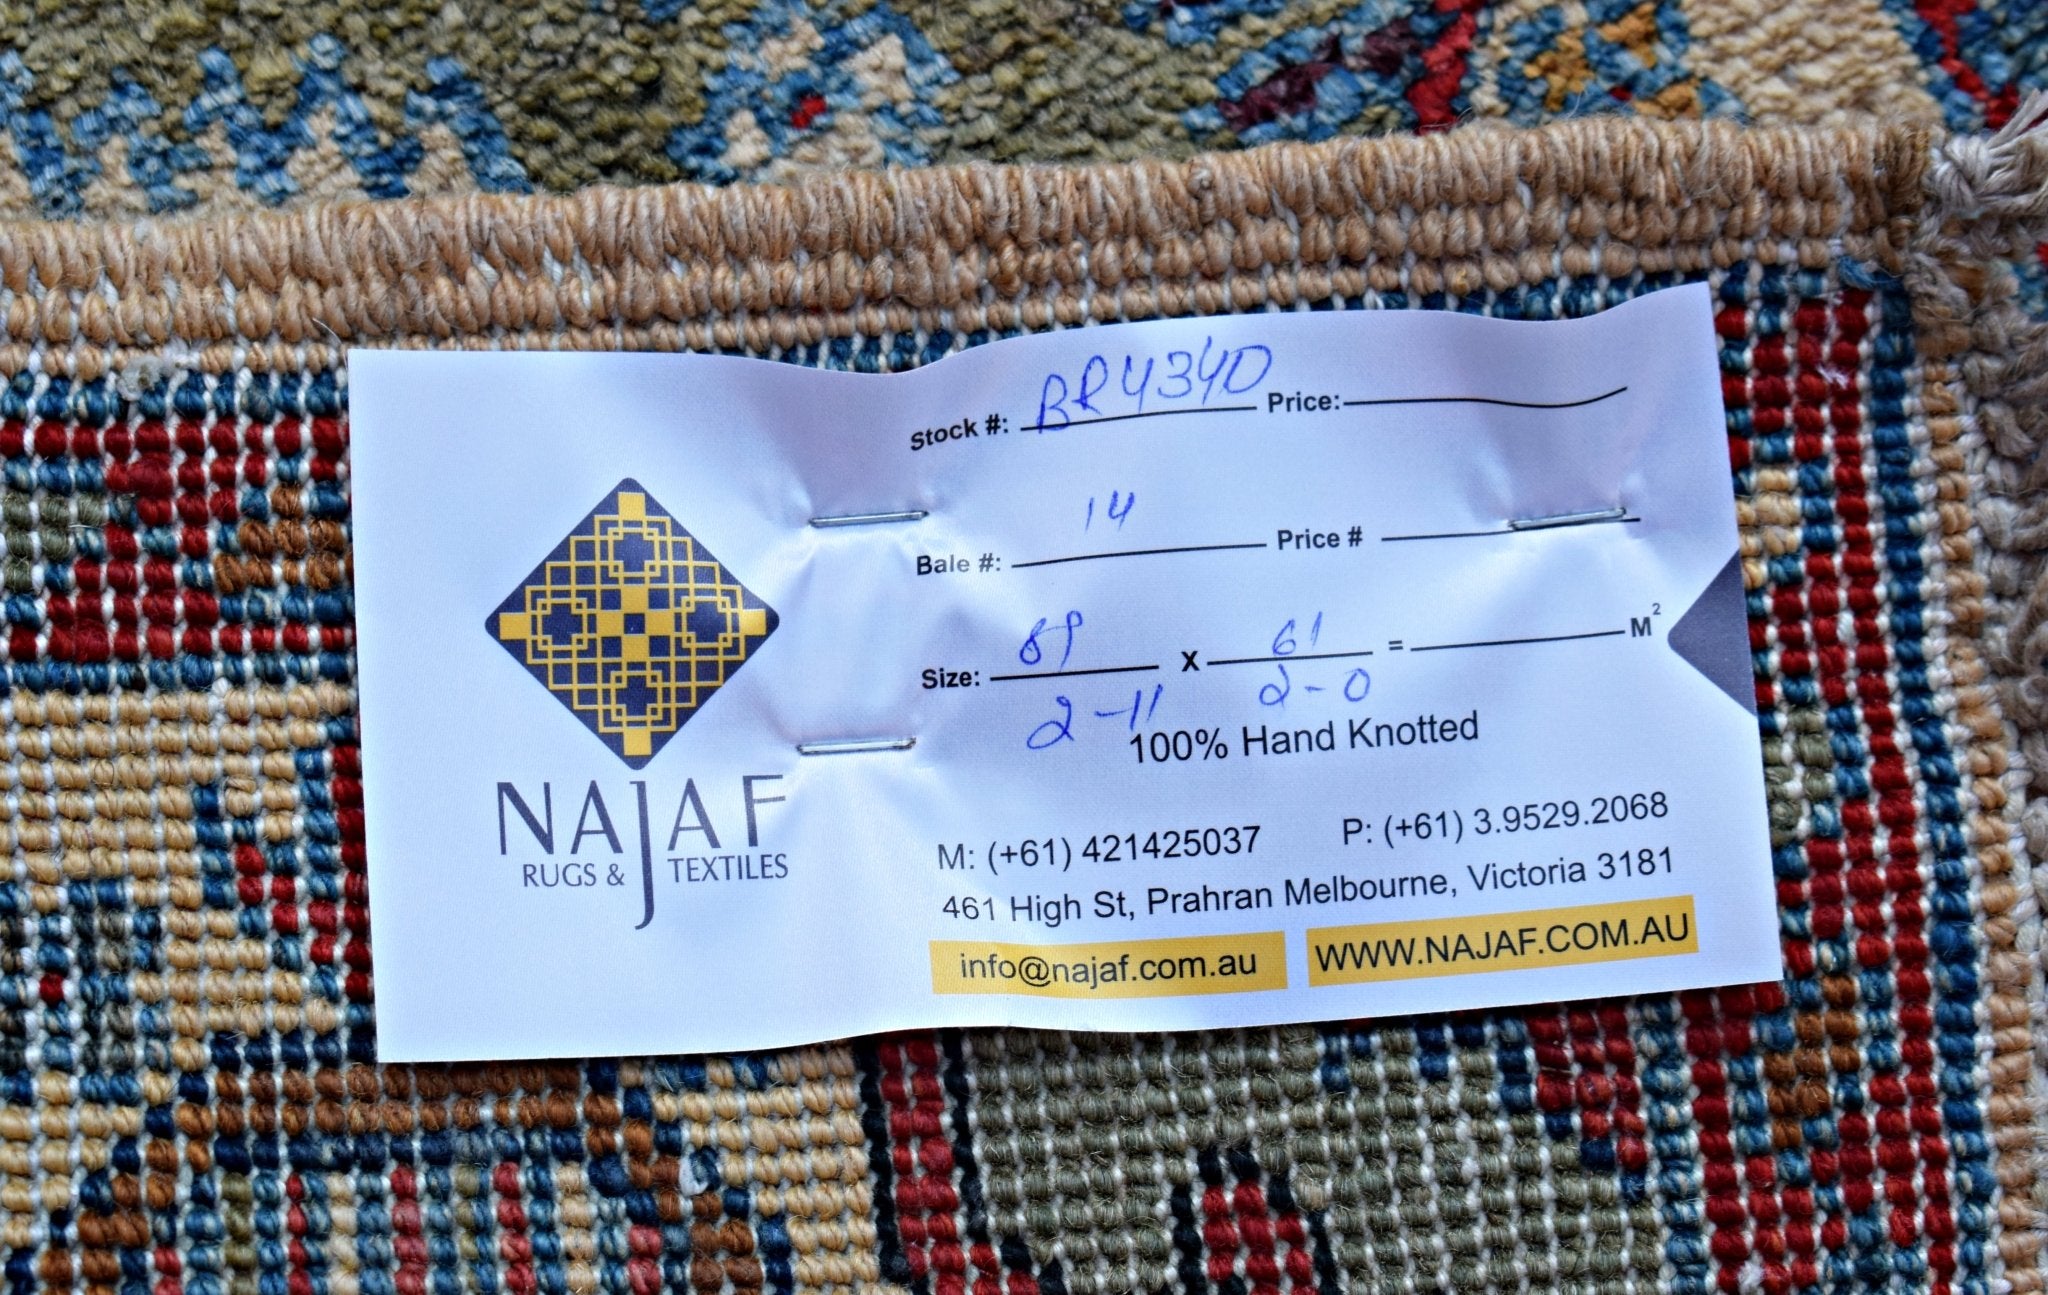 NAJAF
RUGS & TEXTILES
Stock #: BR4340 Price:
Bale #: 14 Price #
Size: 89 x 61 = M²
2-11 2-0
100% Hand Knotted
M: (+61) 421425037 P: (+61) 3.9529.2068
461 High St, Prahran Melbourne, Victoria 3181
info@najaf.com.au WWW.NAJAF.COM.AU